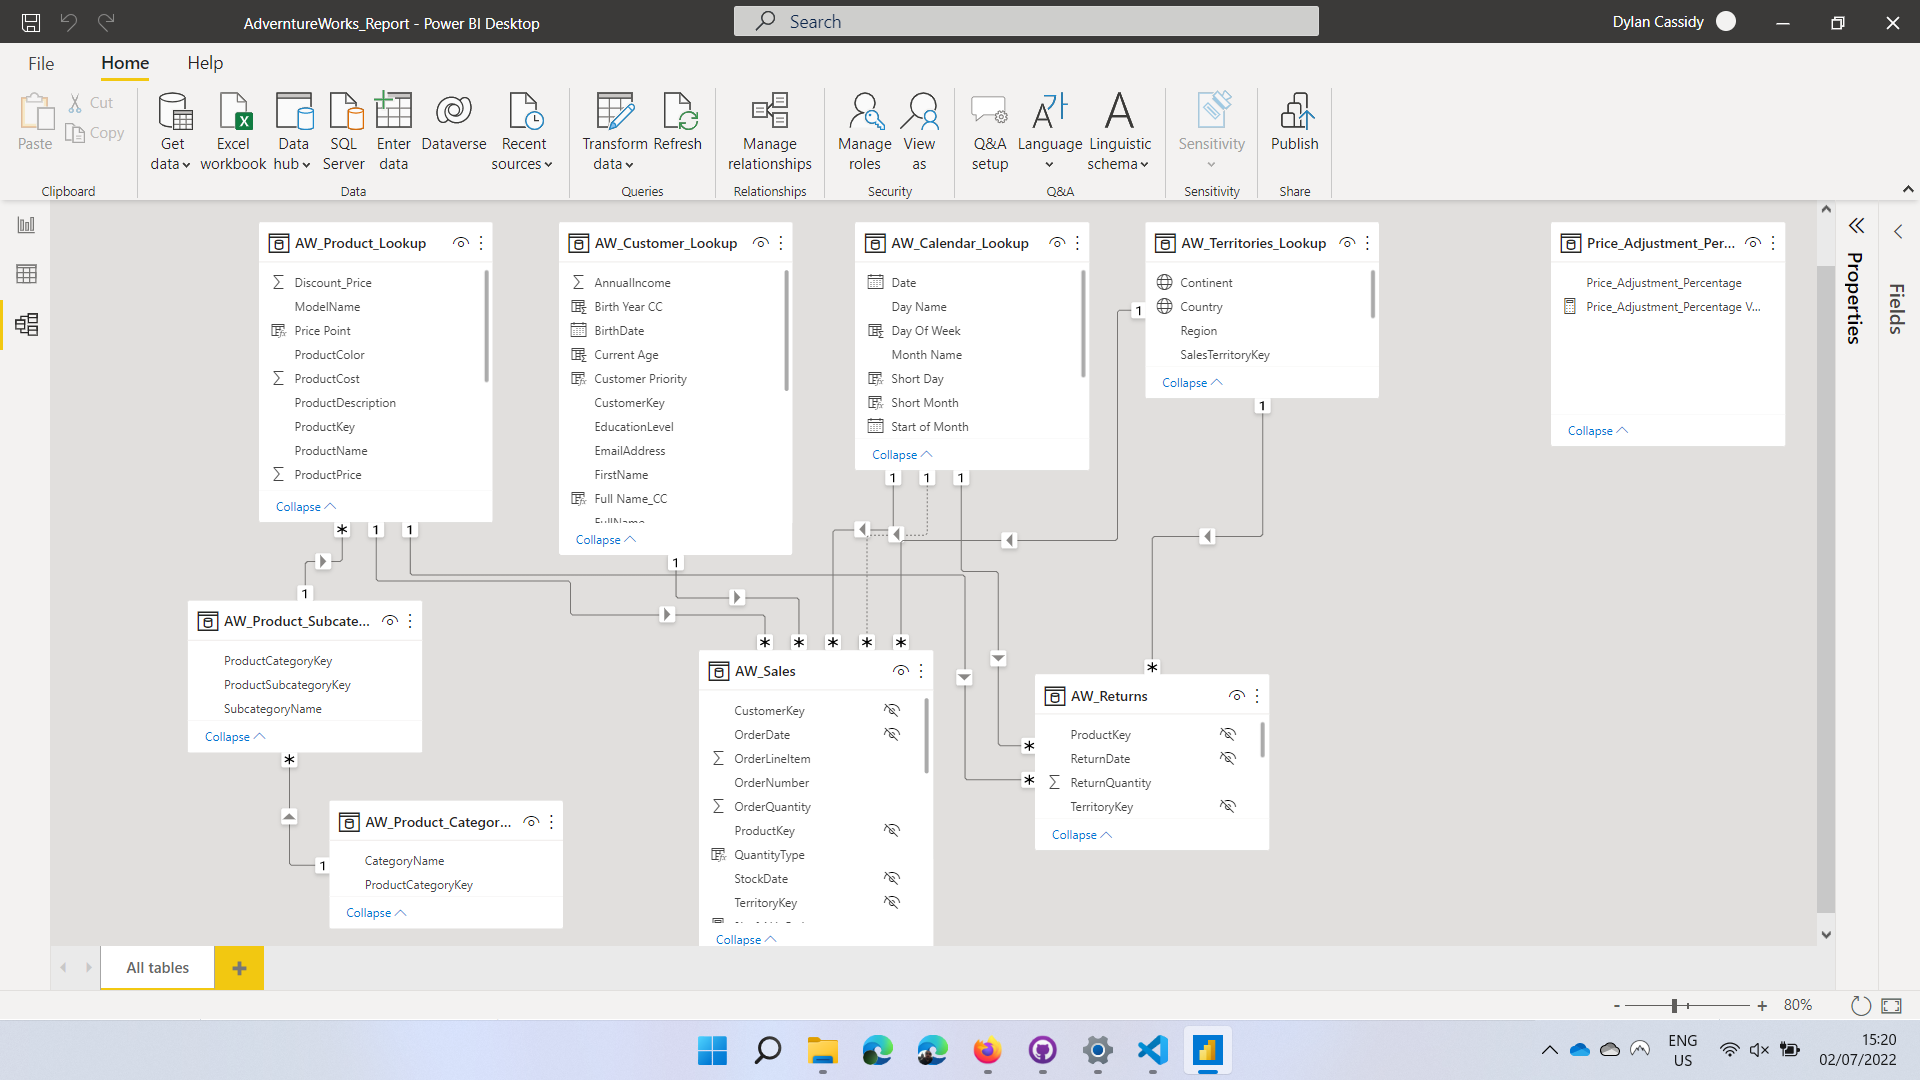 AdverntureWorks_Report - Power BI Desktop
Search
Dylan Cassidy
File
Home
Help
Paste
Cut
Copy
Clipboard
Get data
Excel workbook
Data hub
SQL Server
Enter data
Dataverse
Recent sources
Data
Transform data
Refresh
Queries
Manage relationships
Relationships
Manage roles
View as
Security
Q&A setup
Language
Linguistic schema
Q&A
Sensitivity
Sensitivity
Publish
Share
AW_Product_Lookup
Discount_Price
ModelName
Price Point
ProductColor
ProductCost
ProductDescription
ProductKey
ProductName
ProductPrice
Collapse
AW_Customer_Lookup
AnnualIncome
Birth Year CC
BirthDate
Current Age
Customer Priority
CustomerKey
EducationLevel
EmailAddress
FirstName
Full Name_CC
FullName
Collapse
AW_Calendar_Lookup
Date
Day Name
Day Of Week
Month Name
Short Day
Short Month
Start of Month
Collapse
AW_Territories_Lookup
Continent
Country
Region
SalesTerritoryKey
Collapse
Price_Adjustment_Per...
Price_Adjustment_Percentage
Price_Adjustment_Percentage V...
Collapse
Properties
Fields
* 1 1
1
1 1 1
1
1
1
AW_Product_Subcate...
ProductCategoryKey
ProductSubcategoryKey
SubcategoryName
Collapse
*
1
AW_Product_Categor...
CategoryName
ProductCategoryKey
Collapse
* * * * *
AW_Sales
CustomerKey
OrderDate
OrderLineItem
OrderNumber
OrderQuantity
ProductKey
QuantityType
StockDate
TerritoryKey
Collapse
*
*
*
AW_Returns
ProductKey
ReturnDate
ReturnQuantity
TerritoryKey
Collapse
All tables
+
- + 80%
ENG
US
15:20
02/07/2022